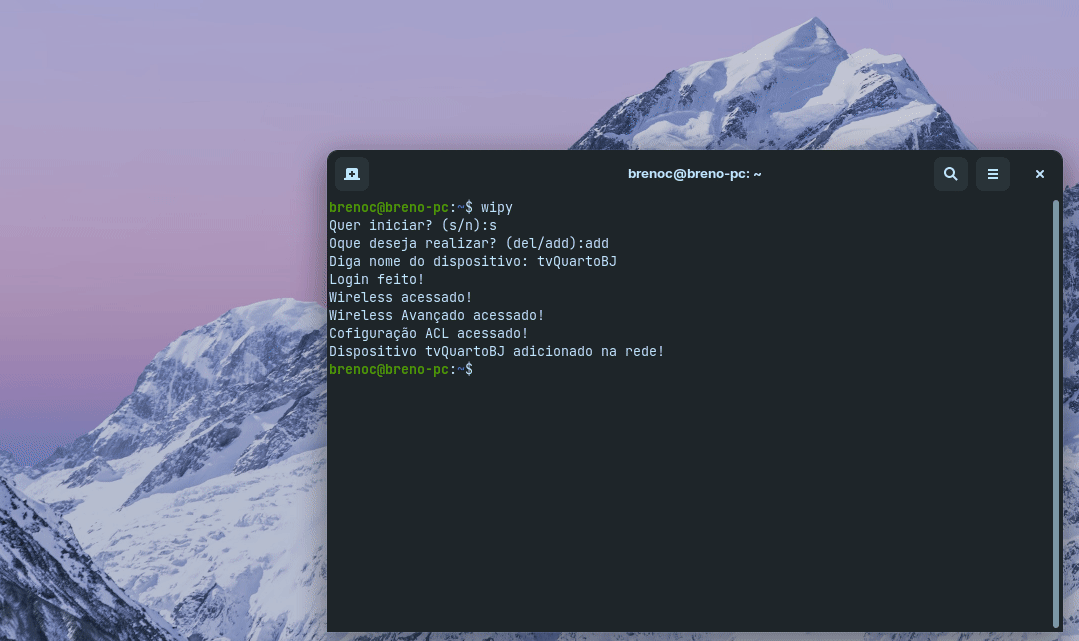 brenoc@breno-pc: ~
brenoc@breno-pc:~$ wipy
Quer iniciar? (s/n):s
Oque deseja realizar? (del/add):add
Diga nome do dispositivo: tvQuartoBJ
Login feito!
Wireless acessado!
Wireless Avançado acessado!
Cofiguração ACL acessado!
Dispositivo tvQuartoBJ adicionado na rede!
brenoc@breno-pc:~$